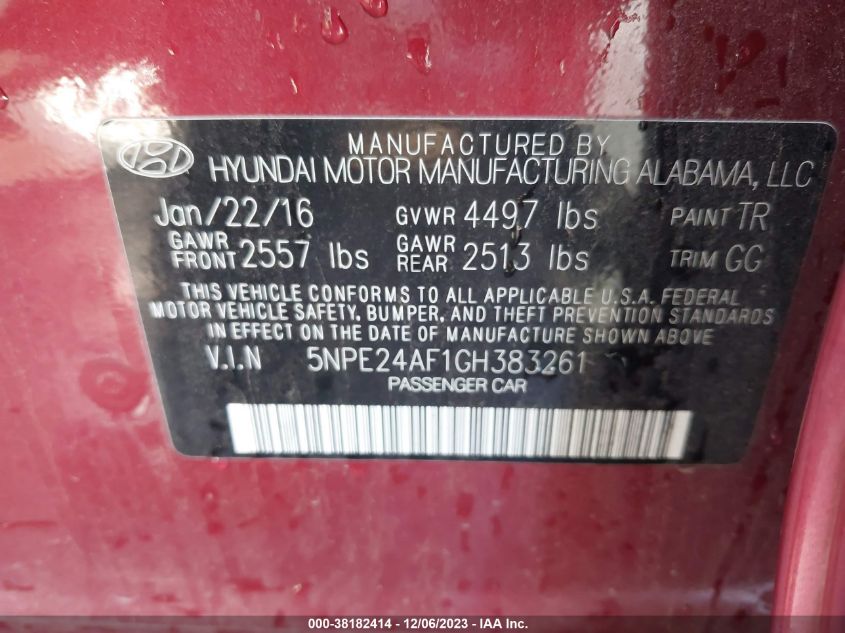 MANUFACTURED BY
HYUNDAI MOTOR MANUFACTURING ALABAMA, LLC
Jan/22/16 GVWR 4497 lbs PAINT TR
GAWR FRONT 2557 lbs GAWR REAR 2513 lbs TRIM GG
THIS VEHICLE CONFORMS TO ALL APPLICABLE U.S.A. FEDERAL
MOTOR VEHICLE SAFETY, BUMPER, AND THEFT PREVENTION STANDARDS
IN EFFECT ON THE DATE OF MANUFACTURE SHOWN ABOVE.
V.I.N 5NPE24AF1GH383261
PASSENGER CAR
000-38182414 - 12/06/2023 - IAA Inc.